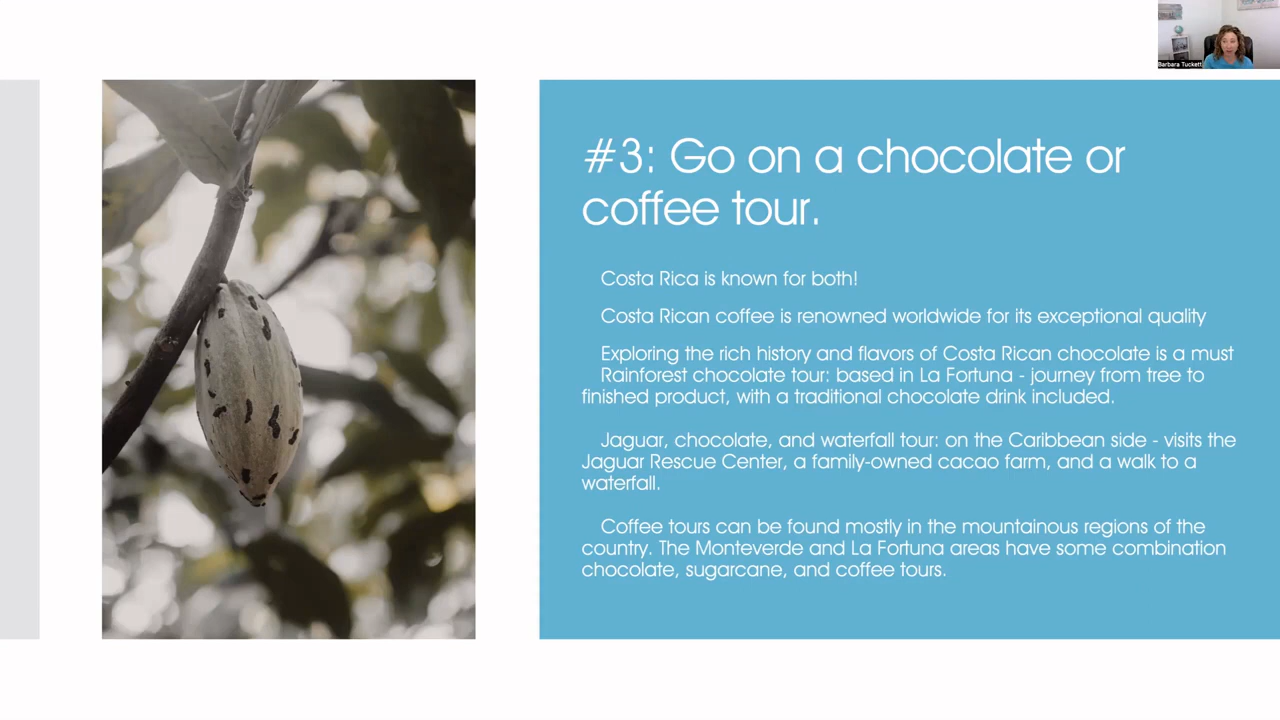 Barbara Tuckett
#3: Go on a chocolate or
coffee tour.
Costa Rica is known for both!
Costa Rican coffee is renowned worldwide for its exceptional quality
Exploring the rich history and flavors of Costa Rican chocolate is a must
Rainforest chocolate tour: based in La Fortuna - journey from tree to
finished product, with a traditional chocolate drink included.
Jaguar, chocolate, and waterfall tour: on the Caribbean side - visits the
Jaguar Rescue Center, a family-owned cacao farm, and a walk to a
waterfall.
Coffee tours can be found mostly in the mountainous regions of the
country. The Monteverde and La Fortuna areas have some combination
chocolate, sugarcane, and coffee tours.